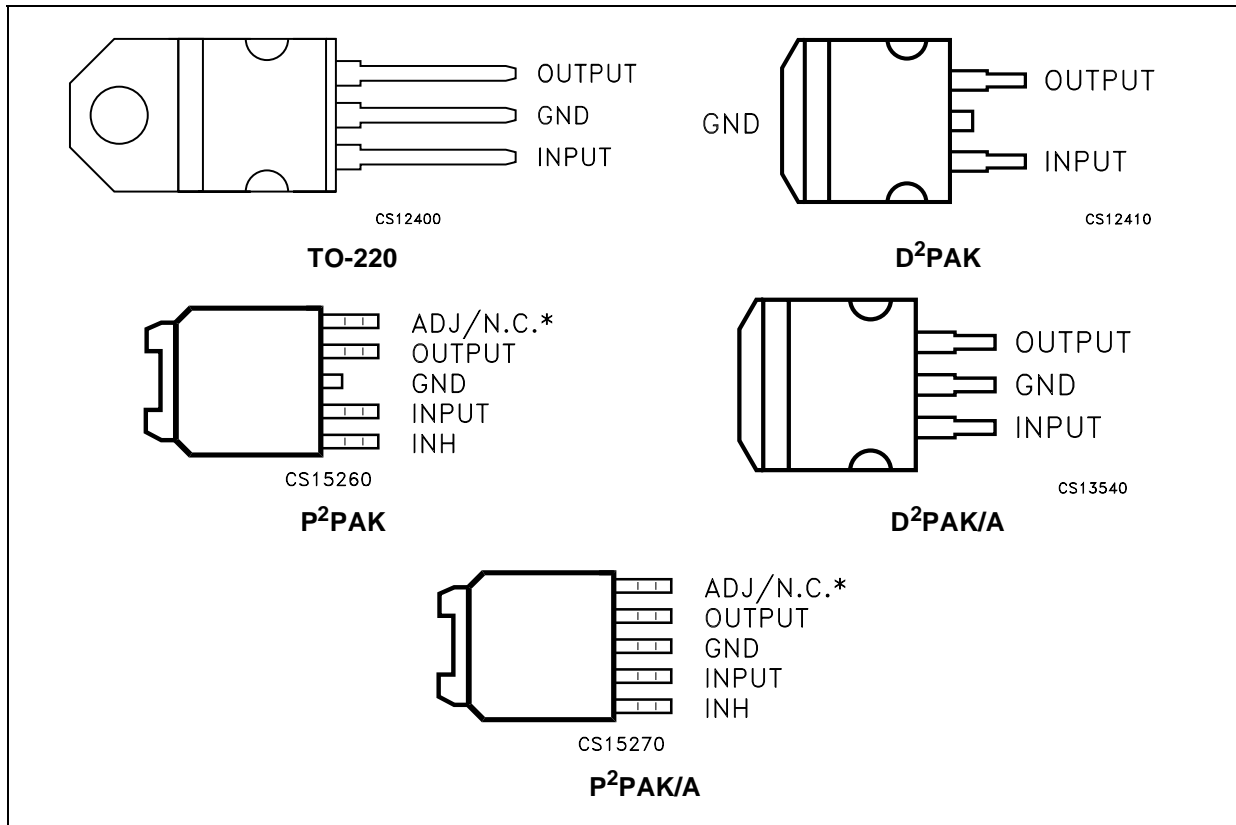 OUTPUT
GND
INPUT
CS12400
TO-220
GND
OUTPUT
INPUT
CS12410
D²PAK
ADJ/N.C.*
OUTPUT
GND
INPUT
INH
CS15260
P²PAK
OUTPUT
GND
INPUT
CS13540
D²PAK/A
ADJ/N.C.*
OUTPUT
GND
INPUT
INH
CS15270
P²PAK/A